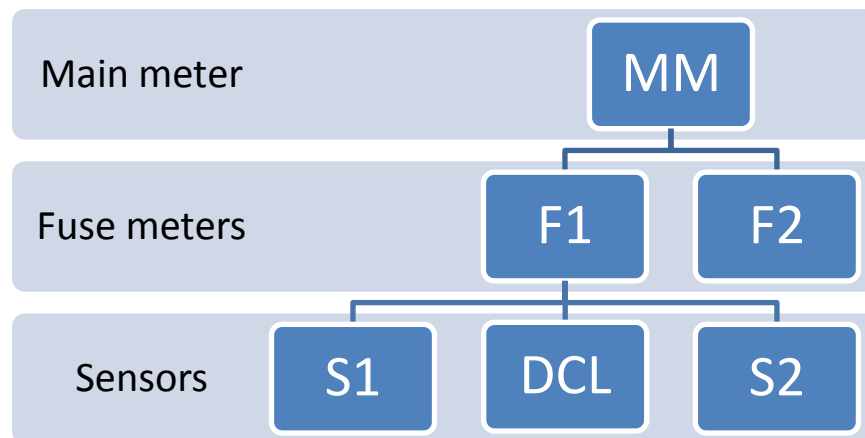 Main meter
MM
Fuse meters
F1
F2
Sensors
S1
DCL
S2